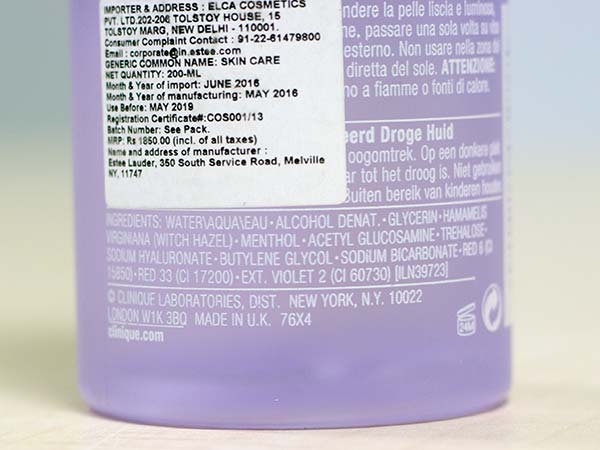 IMPORTER & ADDRESS : ELCA COSMETICS
PVT. LTD.202-206 TOLSTOY HOUSE, 15
TOLSTOY MARG, NEW DELHI - 110001.
Consumer Complaint Contact : 91-22-61479800
Email : corporate@in.estee.com
GENERIC COMMON NAME: SKIN CARE
NET QUANTITY: 200-ML
Month & Year of import: JUNE 2016
Month & Year of manufacturing: MAY 2016
Use Before: MAY 2019
Registration Certificate#:COS001/13
Batch Number: See Pack.
MRP: Rs 1850.00 (incl. of all taxes)
Name and address of manufacturer :
Estee Lauder, 350 South Service Road, Melville
NY, 11747
endere la pelle liscia e luminosa,
ne, passare una sola volta su viso
esterno. Non usare nella zona del
diretta del sole. ATTENZIONE:
no a fiamme o fonti di calore.
eerd Droge Huid
oogomtrek. Op een donkere
ar tot het droog is. Niet gebruiken
Buiten bereik van kinderen houden
INGREDIENTS: WATER\AQUA\EAU • ALCOHOL DENAT. • GLYCERIN • HAMAMELIS
VIRGINIANA (WITCH HAZEL) • MENTHOL • ACETYL GLUCOSAMINE • TREHALOSE •
SODIUM HYALURONATE • BUTYLENE GLYCOL • SODIUM BICARBONATE • RED 6 (CI
15850) • RED 33 (CI 17200) • EXT. VIOLET 2 (CI 60730) [ILN39723]
© CLINIQUE LABORATORIES, DIST. NEW YORK, N.Y. 10022
LONDON W1K 3BQ MADE IN U.K. 76X4
clinique.com
24M